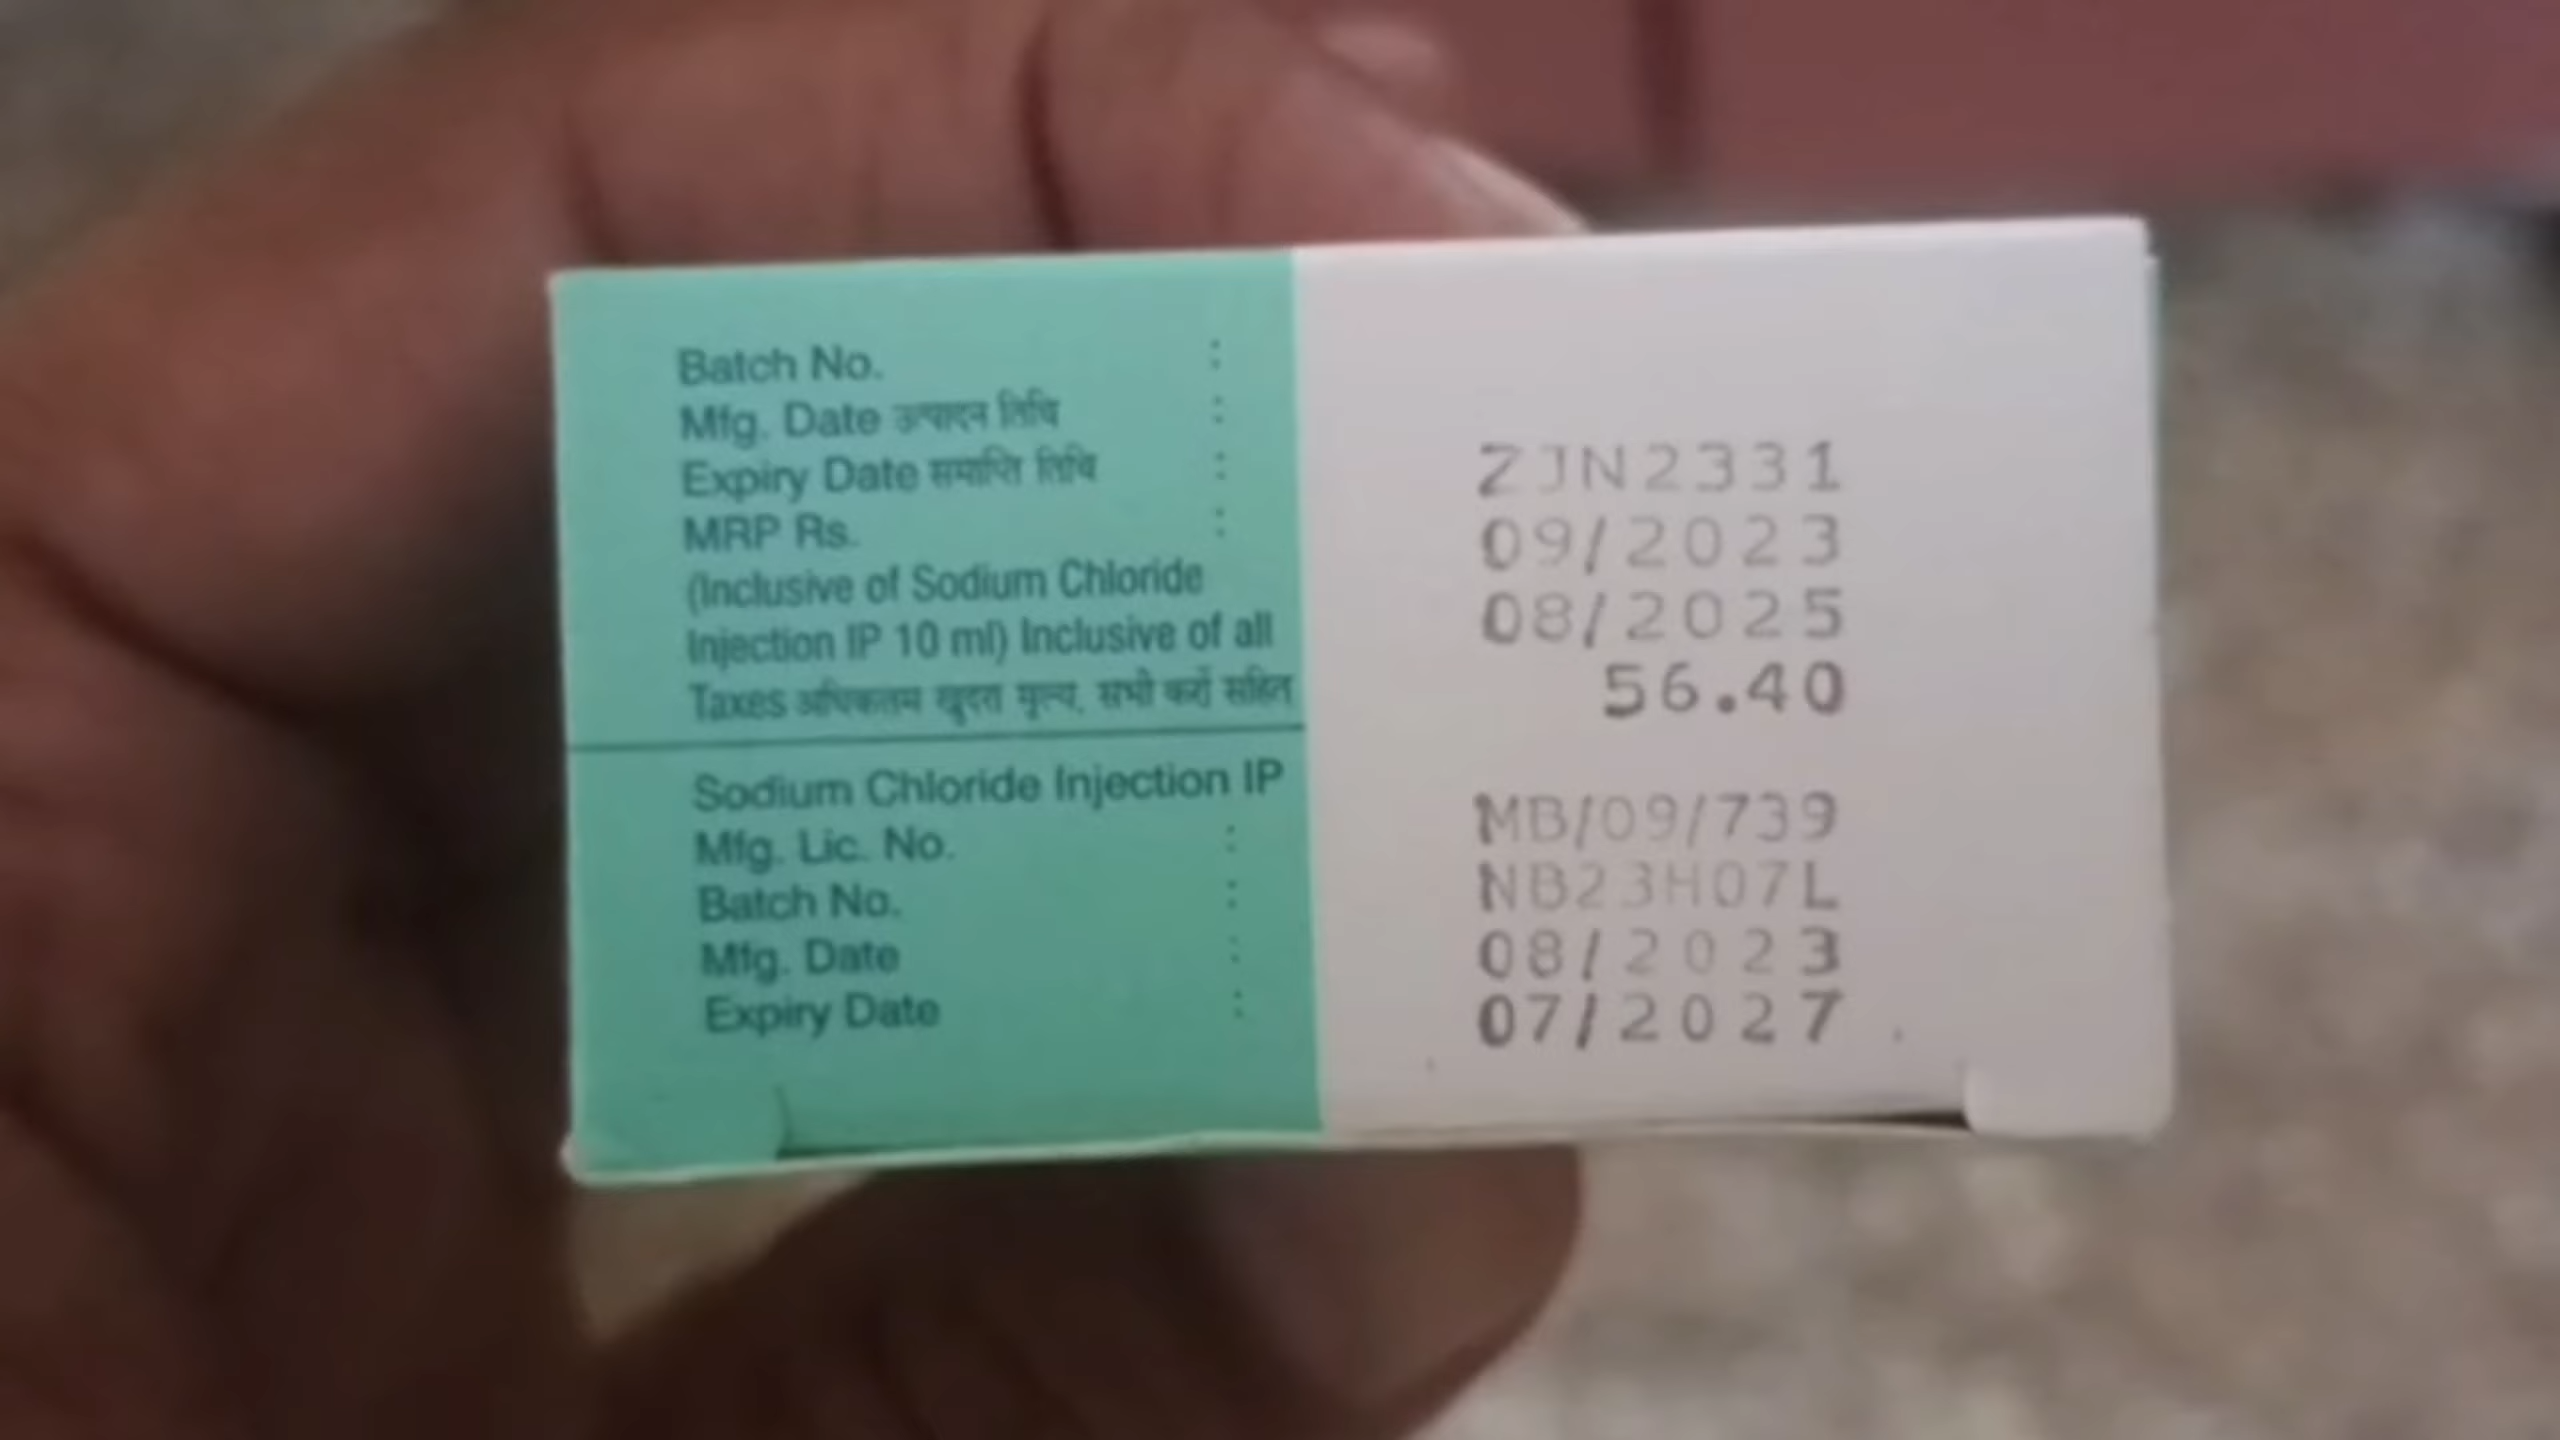 Batch No. :
Mfg. Date उत्पादन तिथि :
Expiry Date समाप्ति तिथि :
MRP Rs. :
(Inclusive of Sodium Chloride
Injection IP 10 ml) Inclusive of all
Taxes अधिकतम खुदरा मूल्य, सभी करों सहित
Sodium Chloride Injection IP
Mfg. Lic. No. :
Batch No. :
Mfg. Date :
Expiry Date :
ZJN2331
09/2023
08/2025
56.40
MB/09/739
NB23H07L
08/2023
07/2027